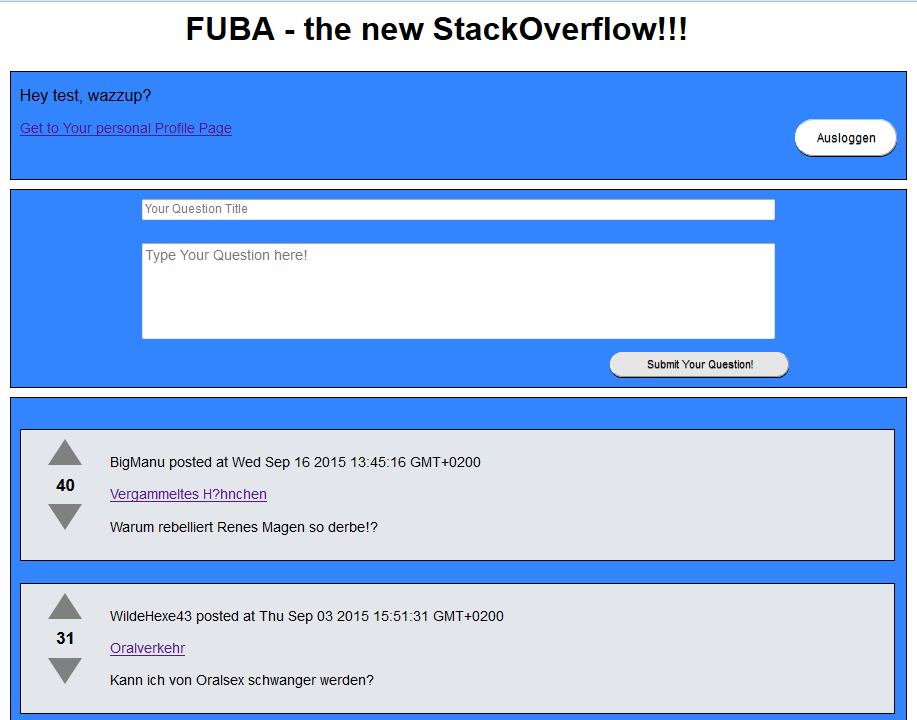 FUBA - the new StackOverflow!!!
Hey test, wazzup?
Get to Your personal Profile Page
Ausloggen
Your Question Title
Type Your Question here!
Submit Your Question!
BigManu posted at Wed Sep 16 2015 13:45:16 GMT+0200
40
Vergammeltes H?hnchen
Warum rebelliert Renes Magen so derbe!?
WildeHexe43 posted at Thu Sep 03 2015 15:51:31 GMT+0200
31
Oralverkehr
Kann ich von Oralsex schwanger werden?